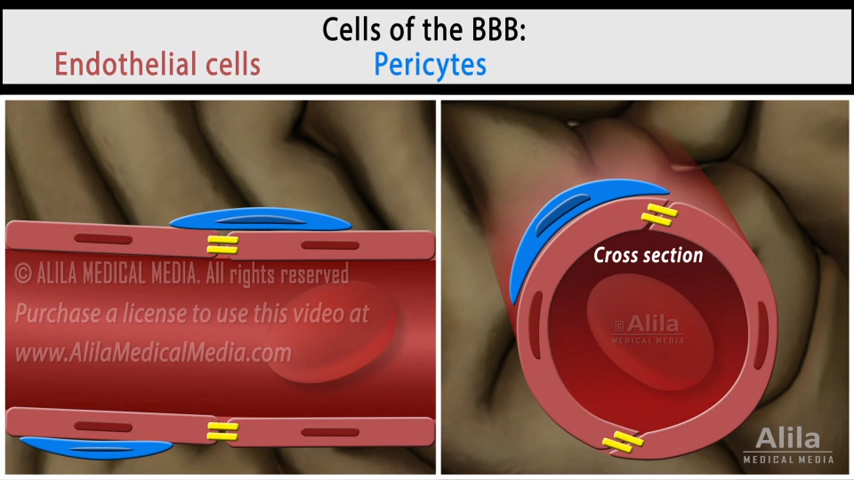 Cells of the BBB:
Endothelial cells Pericytes
© ALILA MEDICAL MEDIA. All rights reserved
Purchase a license to use this video at
www.AlilaMedicalMedia.com
Cross section
© Alila
MEDICAL MEDIA
Alila
MEDICAL MEDIA